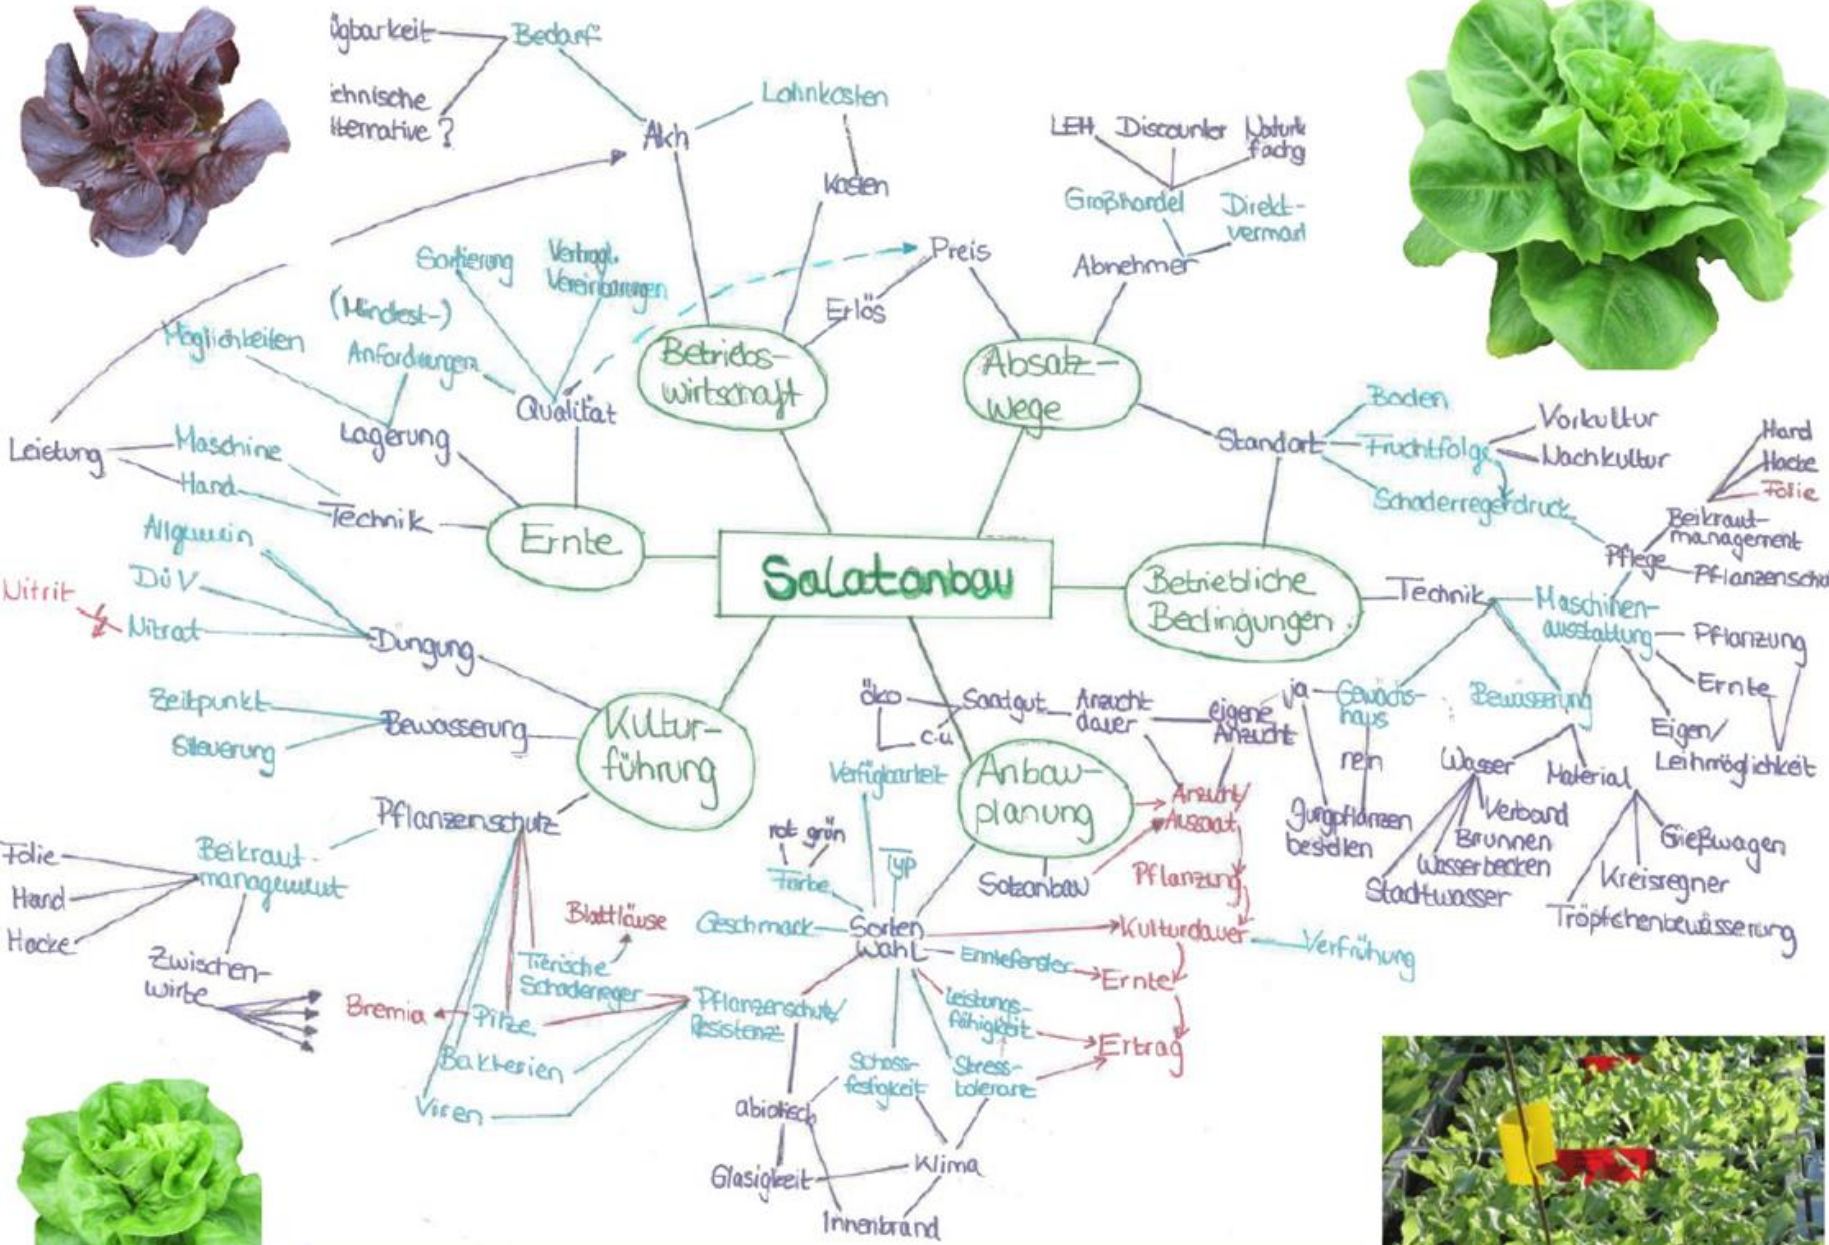 Bedarf
Lohnkosten
Akh
Kosten
LEH Discounter
Großhandel
Direkt-
vermarkt
Abnehmer
Preis
Erlös
Sortierung
Vertragl.
Vereinbarungen
(Mindest-)
Anforderungen
Möglichkeiten
Qualität
Lagerung
Betriebs-
wirtschaft
Absatz-
wege
Standort
Boden
Fruchtfolge
Vorkultur
Nachkultur
Schaderregerdruck
Hand
Hacke
Folie
Beikraut-
management
Pflege
Leistung
Maschine
Hand
Technik
Ernte
Salatanbau
Betriebliche
Bedingungen
Technik
Maschinen-
ausstattung
Pflanzung
Ernte
Eigen/
Leihmöglichkeit
Allgemein
DüV
Nitrit
Nitrat
Düngung
Zeitpunkt
Steuerung
Bewässerung
Kultur-
führung
öko
c.u
Saatgut
Anzucht
dauer
eigene
Anzucht
ja
Gewächs-
haus
nein
Jungpflanzen
bestellen
Bewässerung
Wasser
Material
Verband
Brunnen
Wasserbecken
Stadtwasser
Gießwagen
Kreisregner
Tröpfchenbewässerung
Anbau-
planung
Anzucht/
Aussaat
Pflanzung
Satzanbau
Kulturdauer
Verfrühung
Ernte
Ertrag
Verfügbarkeit
rot grün
Farbe
Typ
Geschmack
Sorten
wahl
Erntefenster
Leistungs-
fähigkeit
Stress-
toleranz
Schoss-
festigkeit
Pflanzenschutz/
Resistenz
abiotisch
Glasigkeit
Klima
Innenbrand
Pflanzenschutz
Beikraut-
management
Folie
Hand
Hacke
Zwischen-
wirte
Blattläuse
Tierische
Schaderreger
Bremia
Pilze
Bakterien
Viren